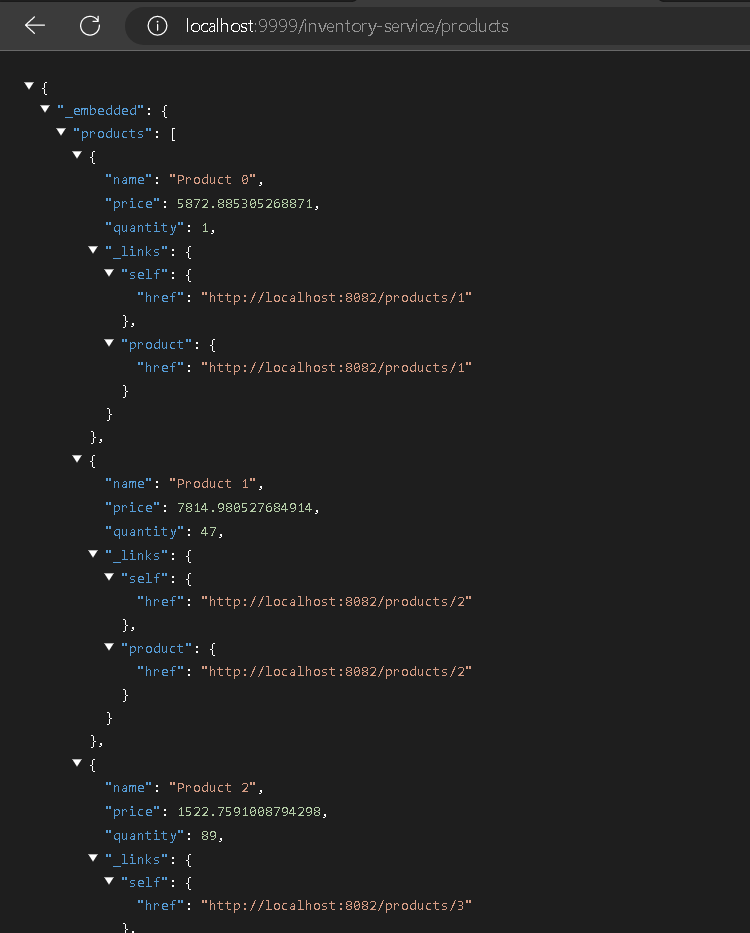 localhost:9999/inventory-service/products
{
"_embedded": {
"products": [
{
"name": "Product 0",
"price": 5872.885305268871,
"quantity": 1,
"_links": {
"self": {
"href": "http://localhost:8082/products/1"
},
"product": {
"href": "http://localhost:8082/products/1"
}
}
},
{
"name": "Product 1",
"price": 7814.980527684914,
"quantity": 47,
"_links": {
"self": {
"href": "http://localhost:8082/products/2"
},
"product": {
"href": "http://localhost:8082/products/2"
}
}
},
{
"name": "Product 2",
"price": 1522.7591008794298,
"quantity": 89,
"_links": {
"self": {
"href": "http://localhost:8082/products/3"
},